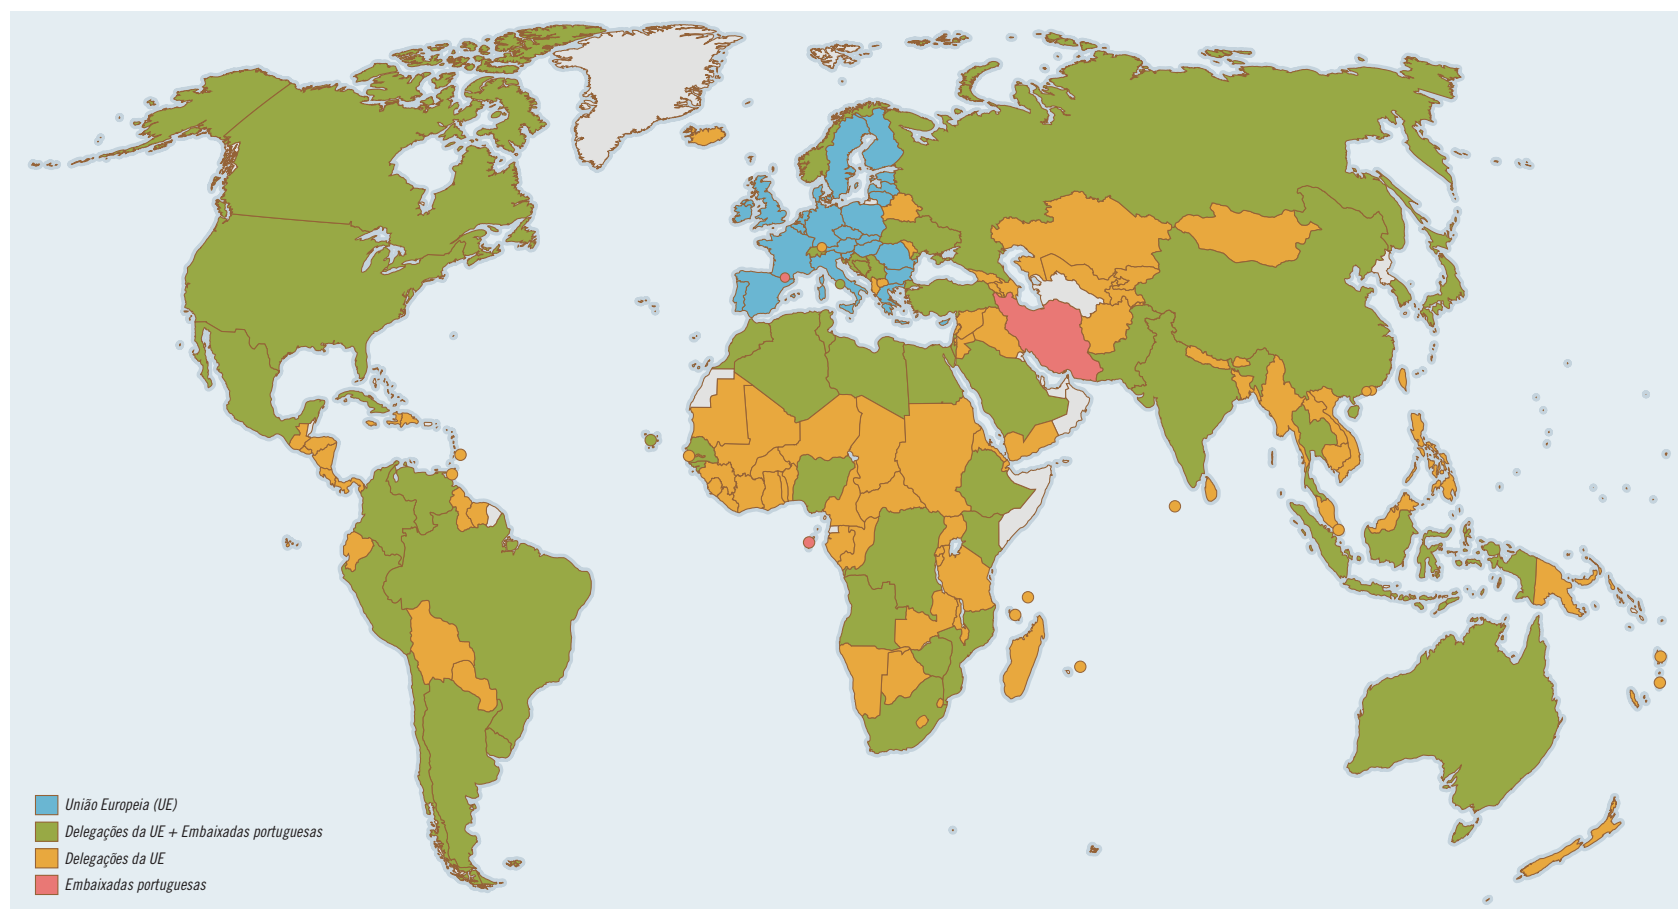 União Europeia (UE)
Delegações da UE + Embaixadas portuguesas
Delegações da UE
Embaixadas portuguesas